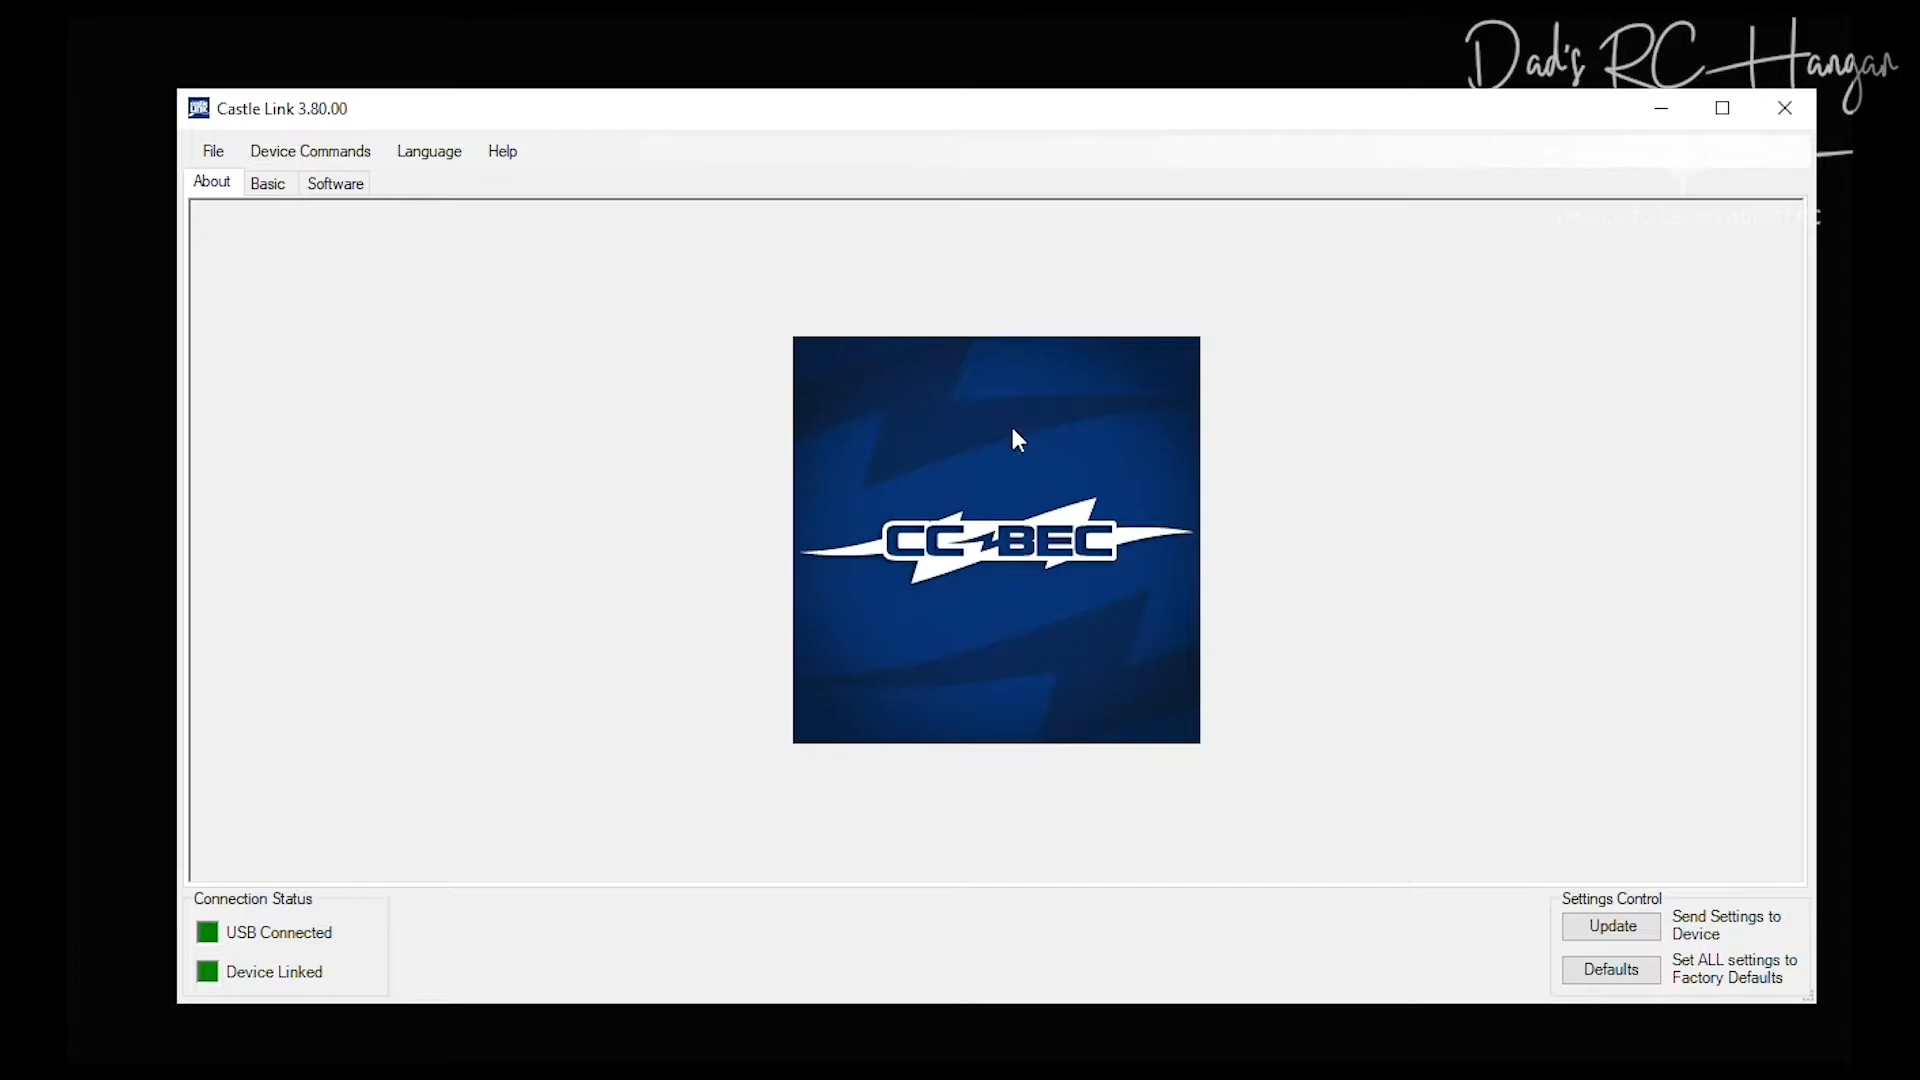 Dad's RC Hangar
Castle Link 3.80.00
File Device Commands Language Help
About Basic Software
CC BEC
Connection Status
USB Connected
Device Linked
Settings Control
Update Send Settings to
Device
Defaults Set ALL settings to
Factory Defaults